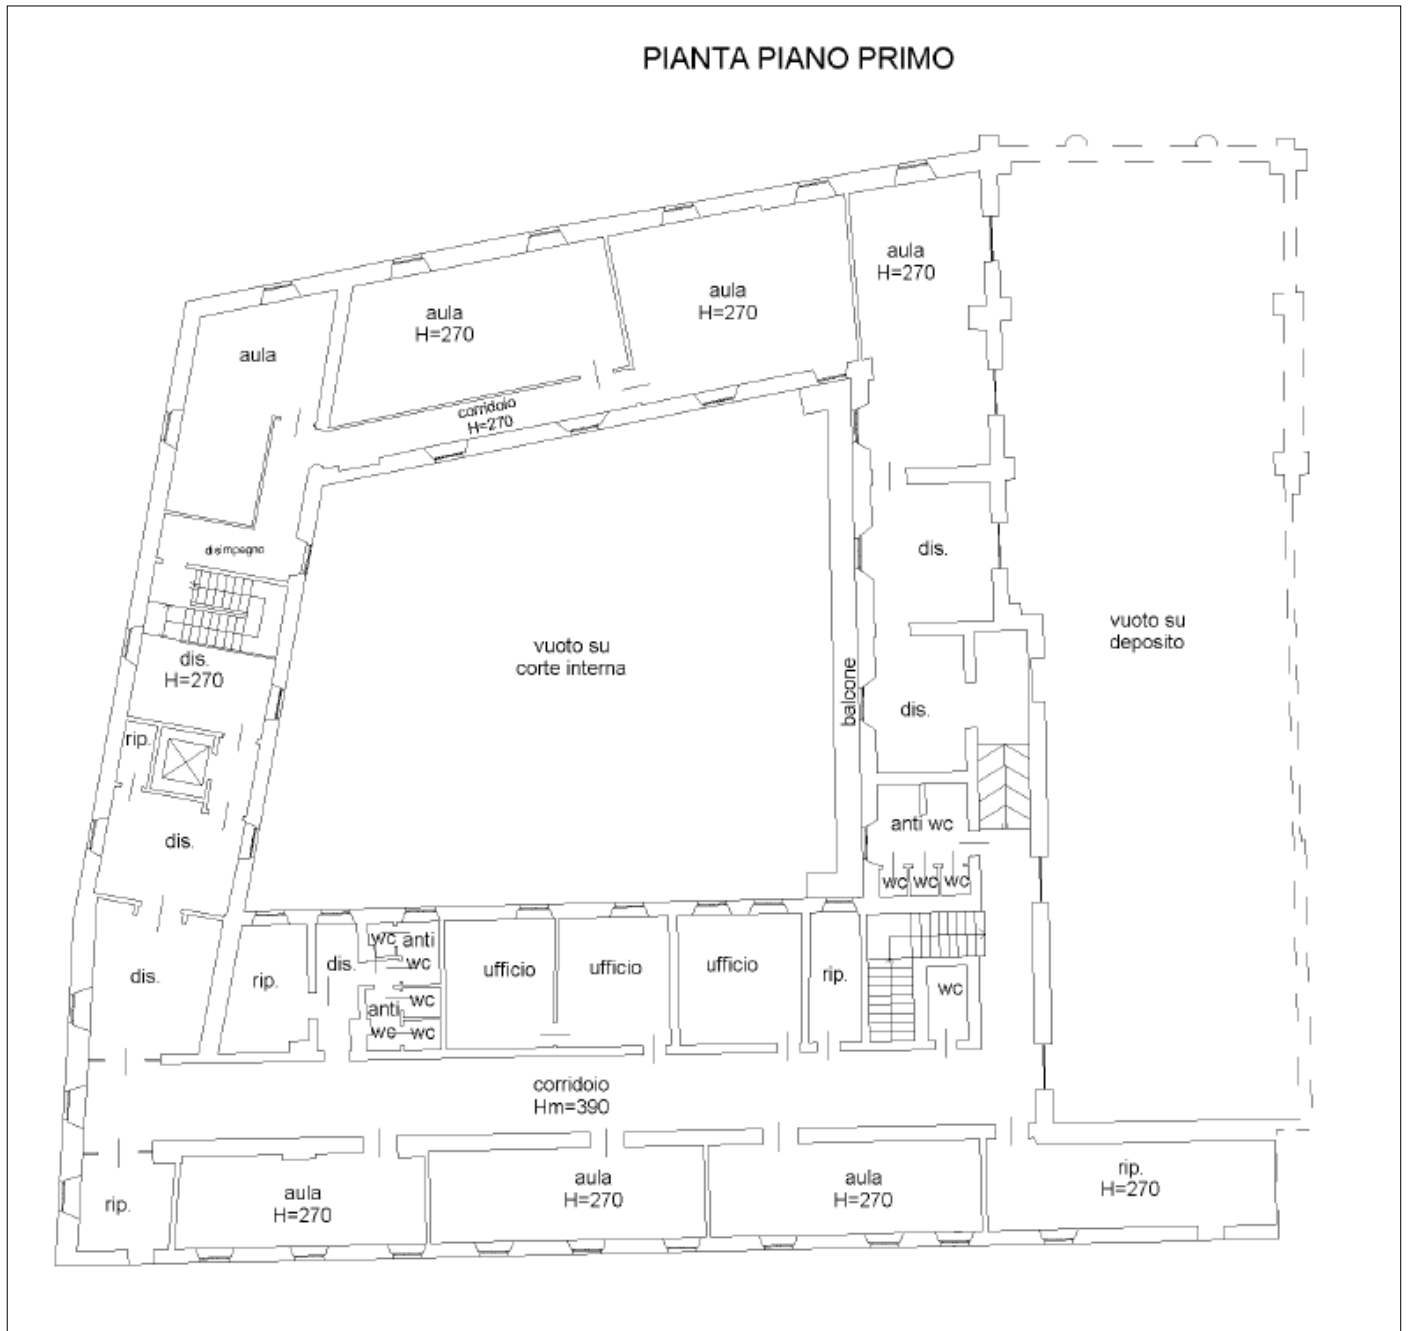 PIANTA PIANO PRIMO
aula
H=270
aula
H=270
aula
H=270
aula
corridoio
H=270
disimpegno
dis.
vuoto su
deposito
vuoto su
corte interna
dis.
H=270
balcone
dis.
rip.
dis.
anti wc
wc
wc
wc
dis.
rip.
dis.
wc
anti
wc
anti
wc
wc
wc
ufficio
ufficio
ufficio
rip.
wc
corridoio
Hm=390
rip.
aula
H=270
aula
H=270
aula
H=270
rip.
H=270